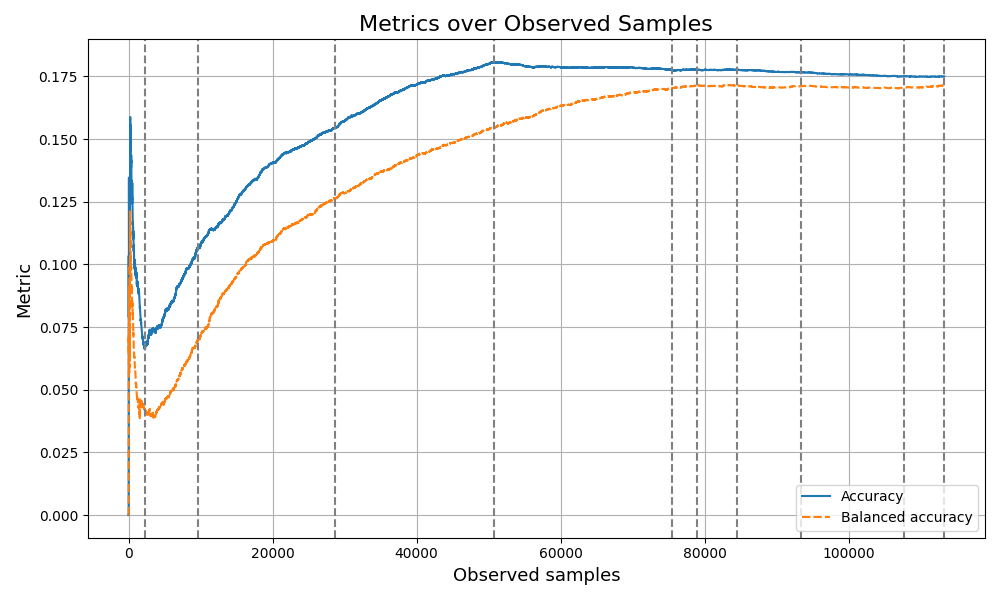 Metrics over Observed Samples
Metric
0.175
0.150
0.125
0.100
0.075
0.050
0.025
0.000
0 20000 40000 60000 80000 100000
Observed samples
Accuracy
Balanced accuracy